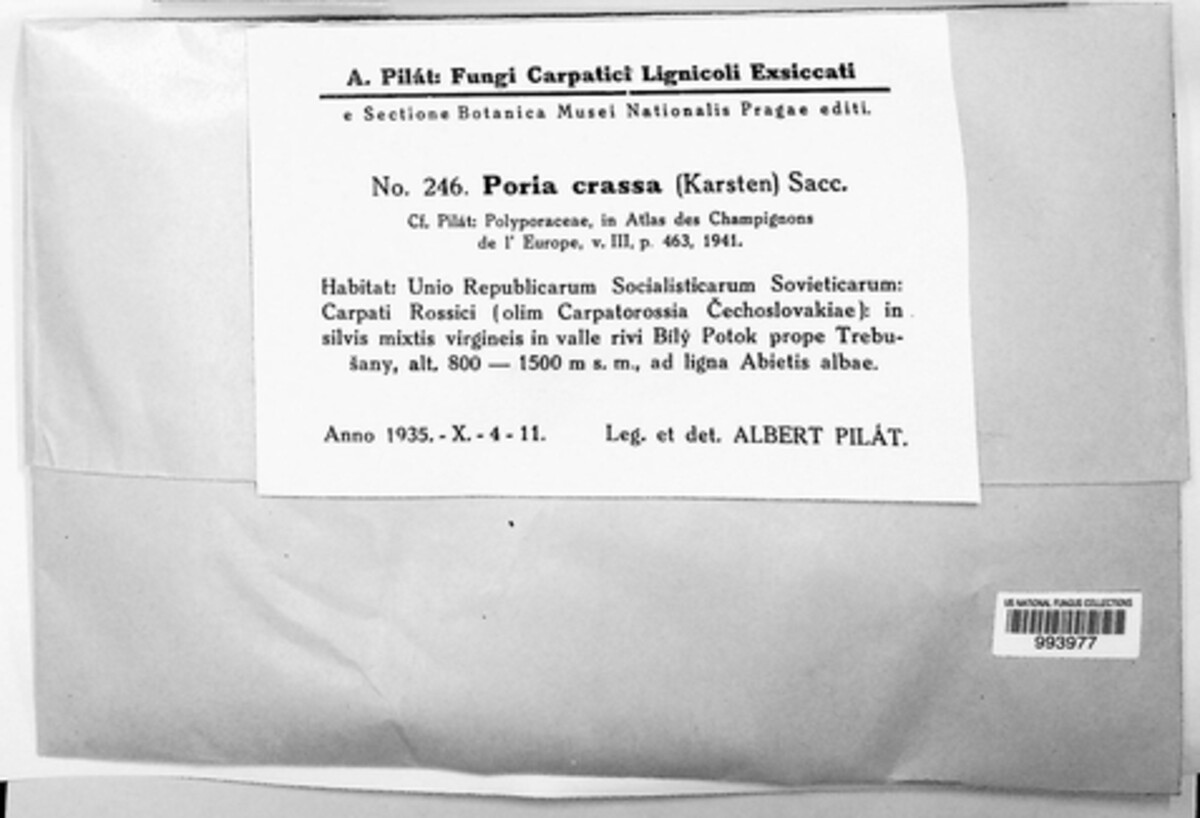 A. Pilát: Fungi Carpatici Lignicoli Exsiccati
e Sectione Botanica Musei Nationalis Pragae editi.
No. 246. Poria crassa (Karsten) Sacc.
Cf. Pilát: Polyporaceae, in Atlas des Champignons
de l' Europe, v. III, p. 463, 1941.
Habitat: Unio Republicarum Socialisticarum Sovieticarum:
Carpati Rossici (olim Carpatorossia Čechoslovakiae): in
silvis mixtis virgineis in valle rivi Bílý Potok prope Trebu-
šany, alt. 800 — 1500 m s. m., ad ligna Abietis albae.
Anno 1935. - X. - 4 - 11. Leg. et det. ALBERT PILÁT.
US NATIONAL FUNGUS COLLECTIONS
993977